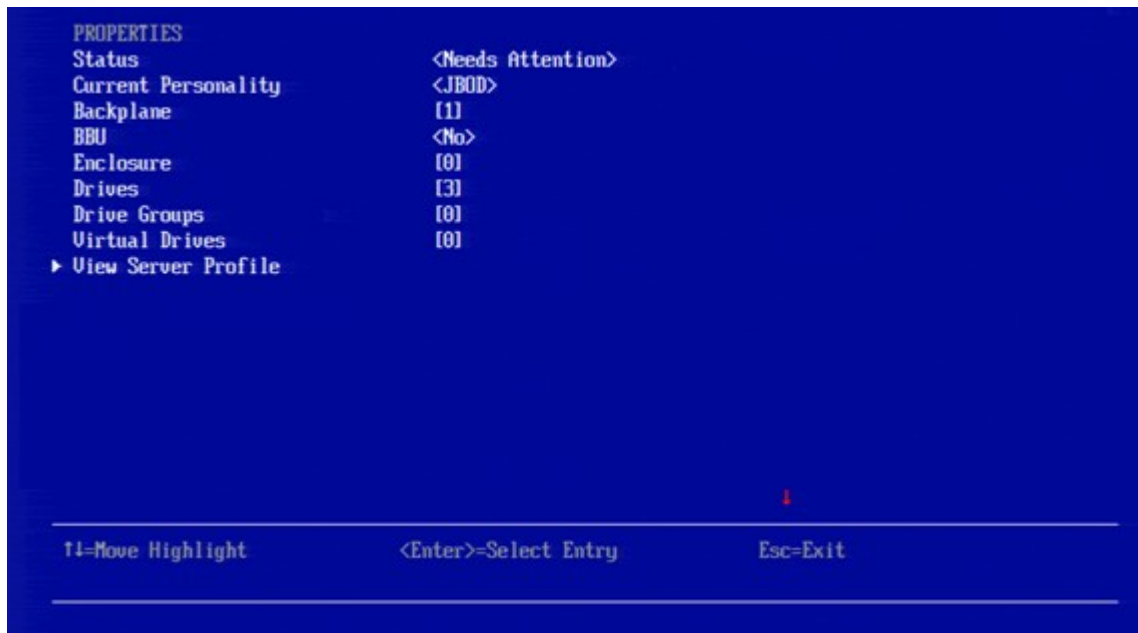 PROPERTIES
Status <Needs Attention>
Current Personality <JBOD>
Backplane [1]
BBU <No>
Enclosure [0]
Drives [3]
Drive Groups [0]
Virtual Drives [0]
▶ View Server Profile
↓
↑↓=Move Highlight <Enter>=Select Entry Esc=Exit